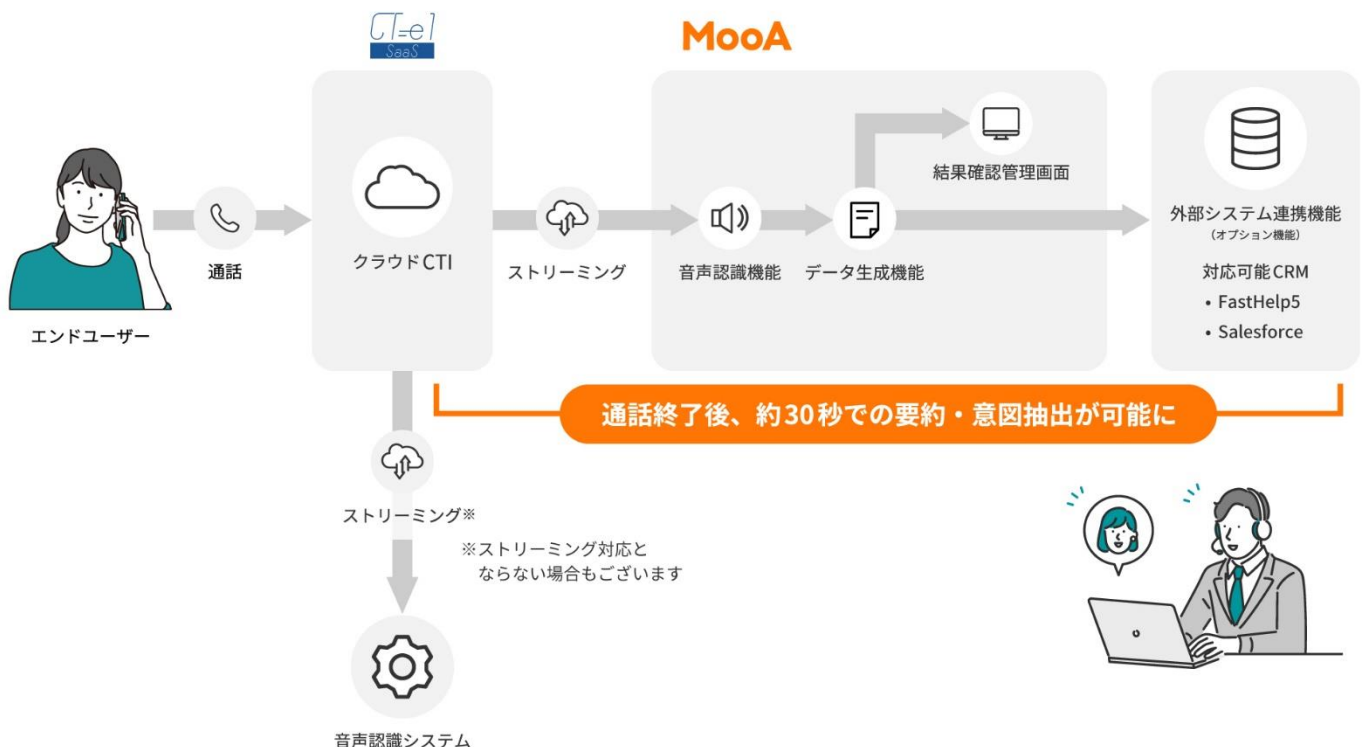 CT-e1
SaaS
MooA
結果確認管理画面
外部システム連携機能
（オプション機能）
対応可能CRM
• FastHelp5
• Salesforce
通話
クラウドCTI
ストリーミング
音声認識機能
データ生成機能
エンドユーザー
通話終了後、約30秒での要約・意図抽出が可能に
ストリーミング※
※ストリーミング対応と
ならない場合もございます
音声認識システム